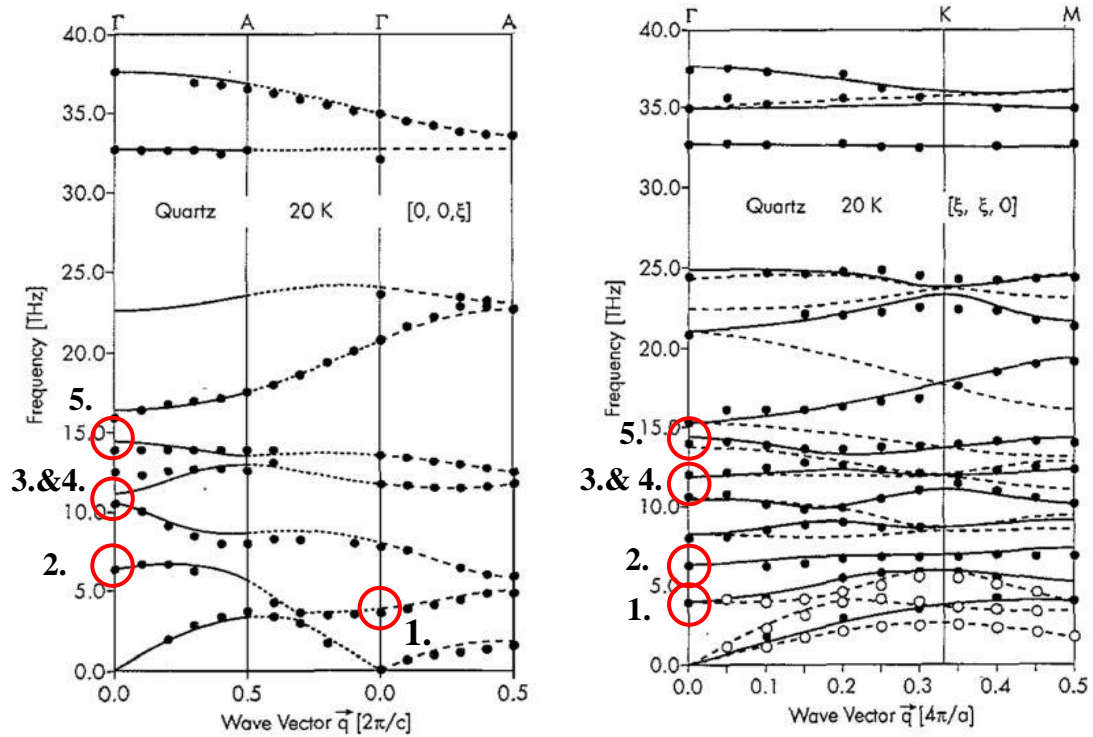 Γ A Γ A
40.0
35.0
30.0
Quartz 20 K [0, 0,ξ]
25.0
20.0
15.0
10.0
5.0
0.0
Frequency [THz]
5.
3.&4.
2.
1.
0.0 0.5 0.0 0.5
Wave Vector q [2π/c]
Γ K M
40.0
35.0
30.0
Quartz 20 K [ξ, ξ, 0]
25.0
20.0
15.0
10.0
5.0
0.0
Frequency [THz]
5.
3.& 4.
2.
1.
0.0 0.1 0.2 0.3 0.4 0.5
Wave Vector q [4π/a]